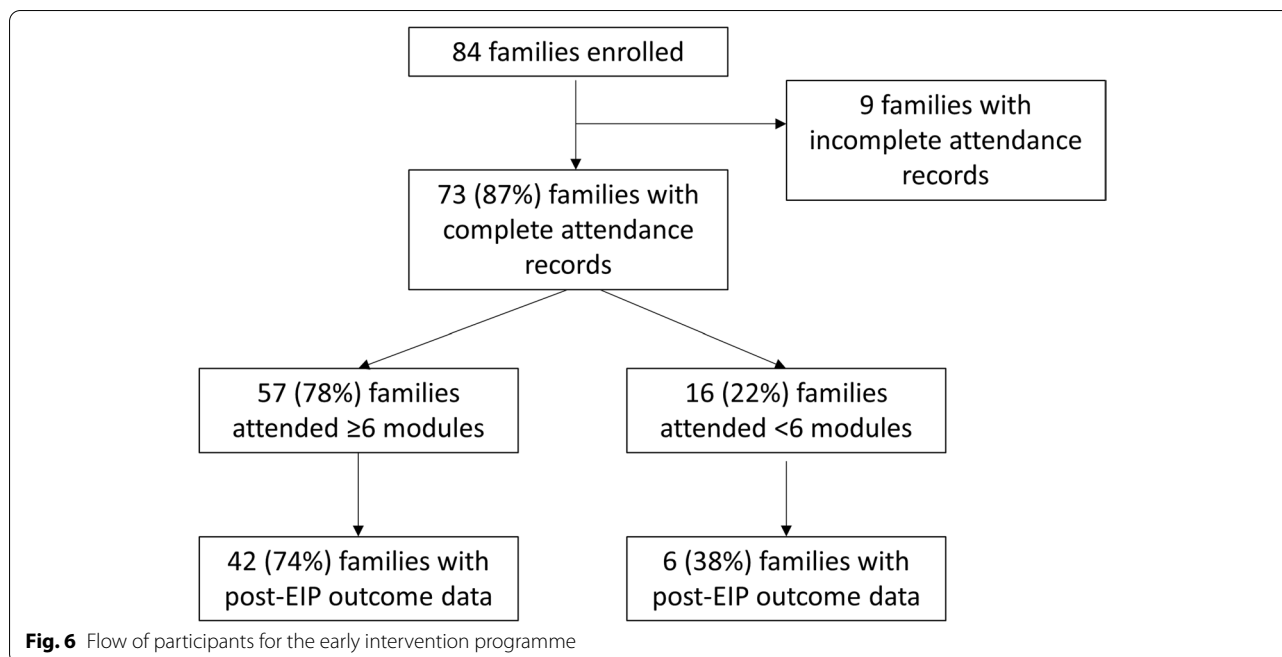 84 families enrolled
9 families with
incomplete attendance
records
73 (87%) families with
complete attendance
records
57 (78%) families
attended ≥6 modules
16 (22%) families
attended <6 modules
42 (74%) families with
post-EIP outcome data
6 (38%) families with
post-EIP outcome data
Fig. 6 Flow of participants for the early intervention programme